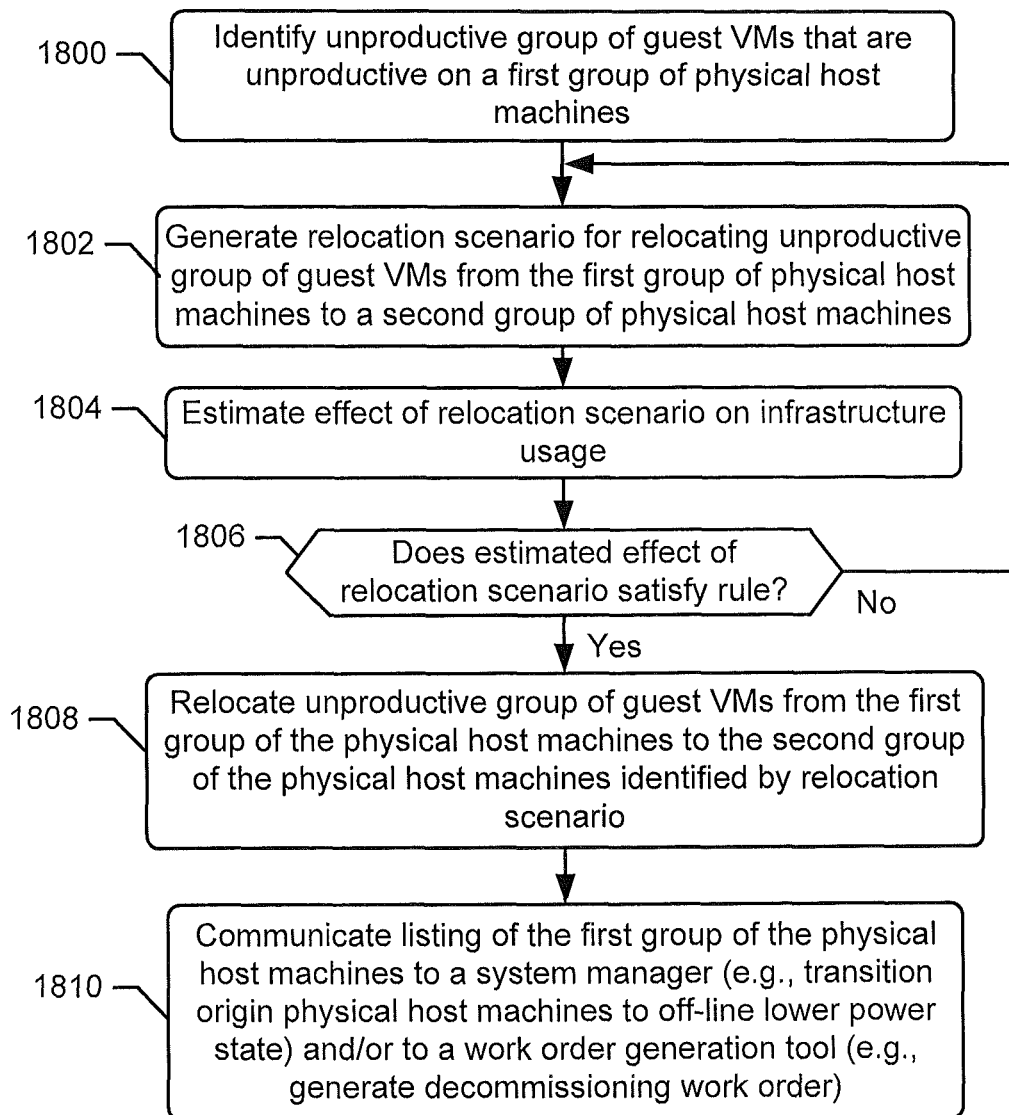 1800
Identify unproductive group of guest VMs that are
unproductive on a first group of physical host
machines
1802
Generate relocation scenario for relocating unproductive
group of guest VMs from the first group of physical host
machines to a second group of physical host machines
1804
Estimate effect of relocation scenario on infrastructure
usage
1806
Does estimated effect of
relocation scenario satisfy rule?
No
Yes
1808
Relocate unproductive group of guest VMs from the first
group of the physical host machines to the second group
of the physical host machines identified by relocation
scenario
1810
Communicate listing of the first group of the physical
host machines to a system manager (e.g., transition
origin physical host machines to off-line lower power
state) and/or to a work order generation tool (e.g.,
generate decommissioning work order)